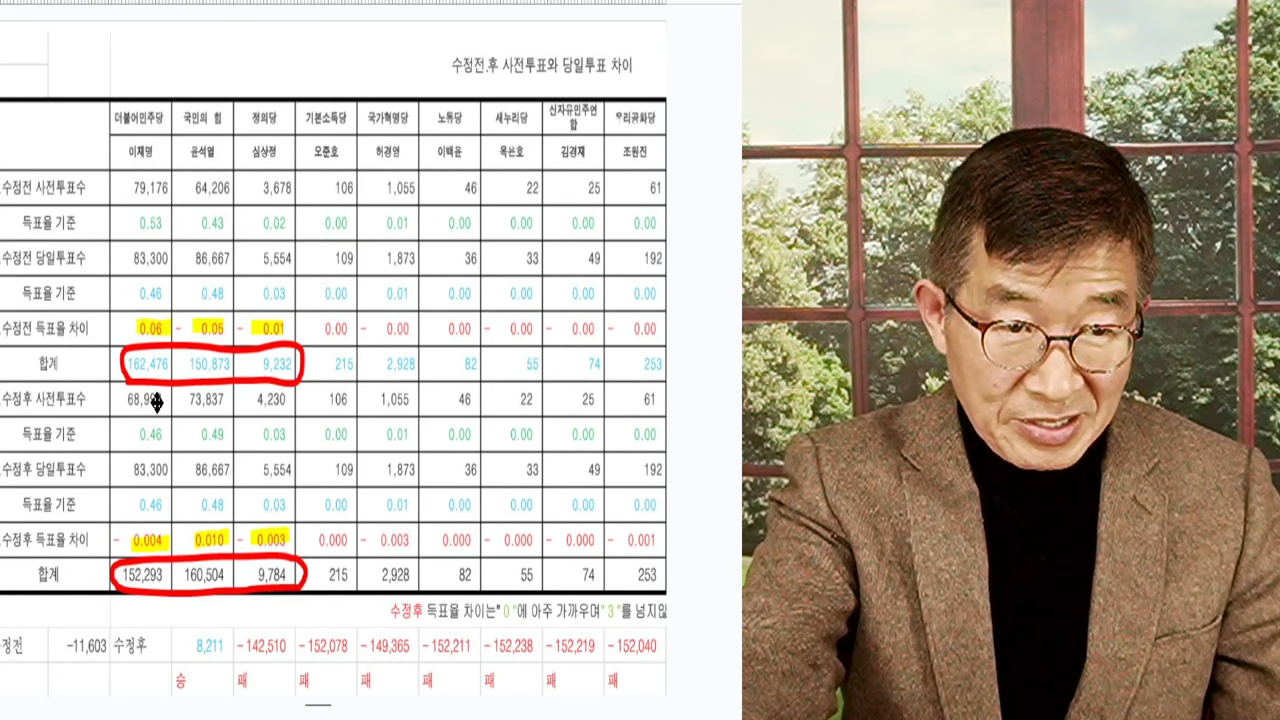 수정전.후 사전투표와 당일투표 차이
더불어민주당 국민의 힘 정의당 기본소득당 국가혁명당 노동당 새누리당 신자유민주연합 우리공화당
이재명 윤석열 심상정 오준호 허경영 이백윤 옥은호 김경재 조원진
수정전 사전투표수 79,176 64,206 3,678 106 1,055 46 22 25 61
득표율 기준 0.53 0.43 0.02 0.00 0.01 0.00 0.00 0.00 0.00
수정전 당일투표수 83,300 86,667 5,554 109 1,873 36 33 49 192
득표율 기준 0.46 0.48 0.03 0.00 0.01 0.00 0.00 0.00 0.00
수정전 득표율 차이 0.06 - 0.05 - 0.01 0.00 - 0.00 0.00 - 0.00 - 0.00 - 0.00
합계 162,476 150,873 9,232 215 2,928 82 55 74 253
수정후 사전투표수 73,837 4,230 106 1,055 46 22 25 61
득표율 기준 0.46 0.49 0.03 0.00 0.01 0.00 0.00 0.00 0.00
수정후 당일투표수 83,300 86,667 5,554 109 1,873 36 33 49 192
득표율 기준 0.46 0.48 0.03 0.00 0.01 0.00 0.00 0.00 0.00
수정후 득표율 차이 - 0.004 0.010 - 0.003 0.000 - 0.003 0.000 - 0.000 - 0.000 - 0.001
합계 152,293 160,504 9,784 215 2,928 82 55 74 253
수정후 득표율 차이는" 0 "에 아주 가까우며" 3 "를 넘지않
정전 -11,603 수정후 8,211 -142,510 -152,078 -149,365 -152,211 -152,238 -152,219 -152,040
승 패 패 패 패 패 패 패